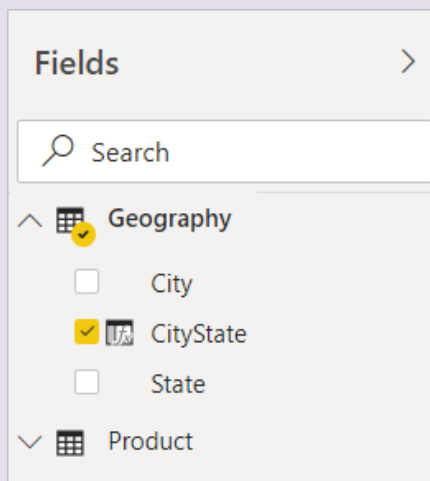 Fields
Search
Geography
City
CityState
State
Product